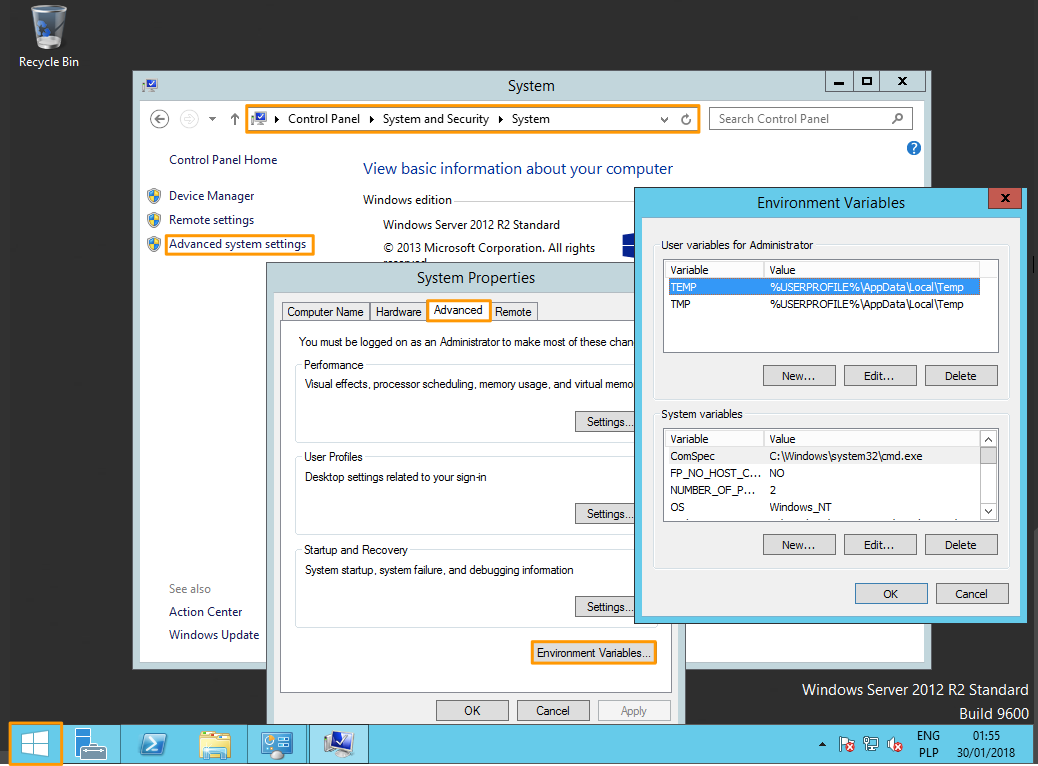 Recycle Bin
System
Control Panel
System and Security
System
Search Control Panel
?
Control Panel Home
Device Manager
Remote settings
Advanced system settings
See also
Action Center
Windows Update
View basic information about your computer
Windows edition
Windows Server 2012 R2 Standard
© 2013 Microsoft Corporation. All rights
System Properties
Computer Name
Hardware
Advanced
Remote
You must be logged on as an Administrator to make most of these chan
Performance
Visual effects, processor scheduling, memory usage, and virtual memo
Settings...
User Profiles
Desktop settings related to your sign-in
Settings...
Startup and Recovery
System startup, system failure, and debugging information
Settings...
Environment Variables...
OK
Cancel
Apply
Environment Variables
User variables for Administrator
Variable Value
TEMP %USERPROFILE%\AppData\Local\Temp
TMP %USERPROFILE%\AppData\Local\Temp
New...
Edit...
Delete
System variables
Variable Value
ComSpec C:\Windows\system32\cmd.exe
FP_NO_HOST_C... NO
NUMBER_OF_P... 2
OS Windows_NT
New...
Edit...
Delete
OK
Cancel
Windows Server 2012 R2 Standard
Build 9600
ENG
PLP
01:55
30/01/2018